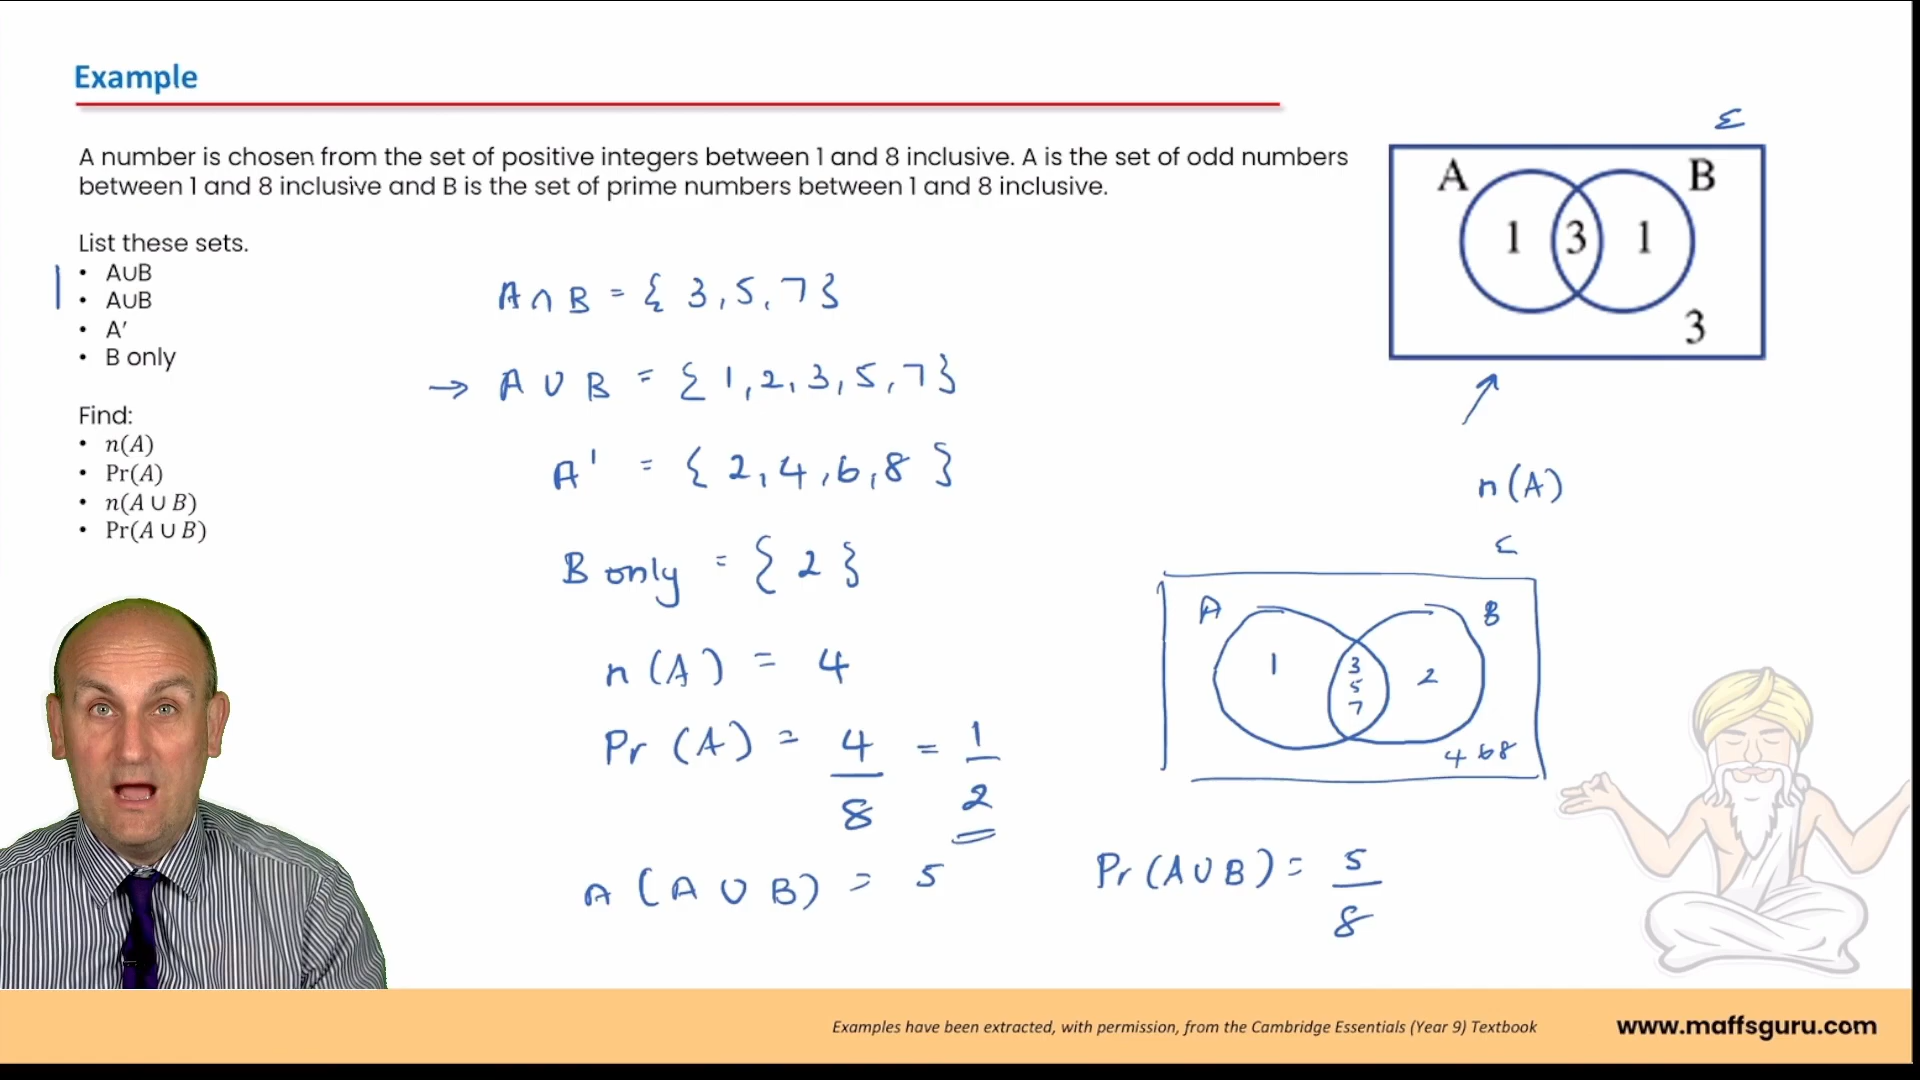 Example
A number is chosen from the set of positive integers between 1 and 8 inclusive. A is the set of odd numbers
between 1 and 8 inclusive and B is the set of prime numbers between 1 and 8 inclusive.
List these sets.
• A∪B
• A∪B
• A′
• B only
Find:
• n(A)
• Pr(A)
• n(A ∪ B)
• Pr(A ∪ B)
A ∩ B = { 3, 5, 7 }
→ A ∪ B = { 1, 2, 3, 5, 7 }
A' = { 2, 4, 6, 8 }
B only = { 2 }
n (A) = 4
Pr (A) = 4/8 = 1/2
n (A ∪ B) = 5
Ɛ
A B
1 3 1
3
n (A)
Ɛ
A B
1 3 2
5
7
4 6 8
Pr (A ∪ B) = 5/8
Examples have been extracted, with permission, from the Cambridge Essentials (Year 9) Textbook
www.maffsguru.com